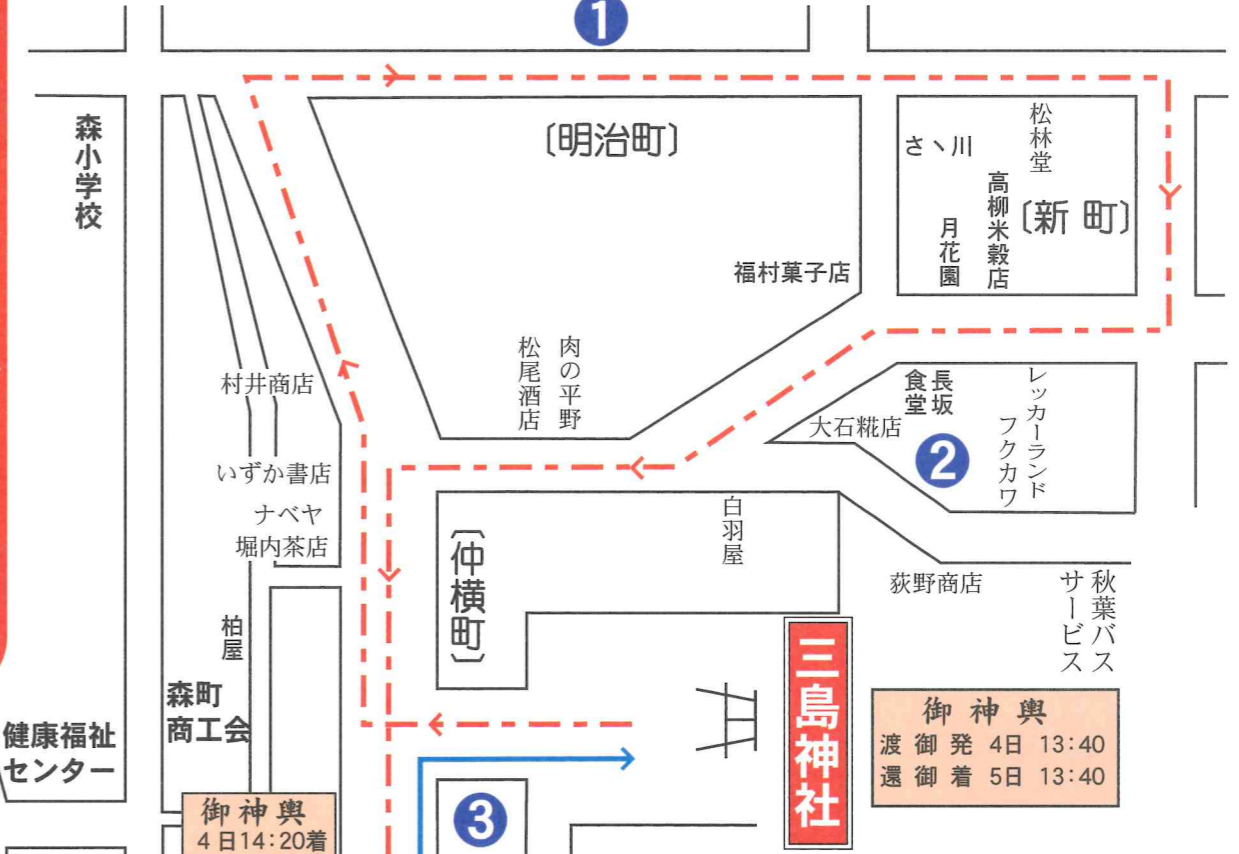 1
森小学校
〔明治町〕
さヽ川
松林堂
高柳米穀店
月花園
〔新町〕
福村菓子店
松尾酒店
肉の平野
村井商店
いずか書店
ナベヤ
堀内茶店
長坂
食堂
大石糀店
2
レッカーランド
フクカワ
〔仲横町〕
白羽屋
荻野商店
秋葉バス
サービス
柏屋
森町
商工会
健康福祉
センター
三島神社
御神輿
渡御発 4日 13:40
還御着 5日 13:40
御神輿
4日14:20着
3